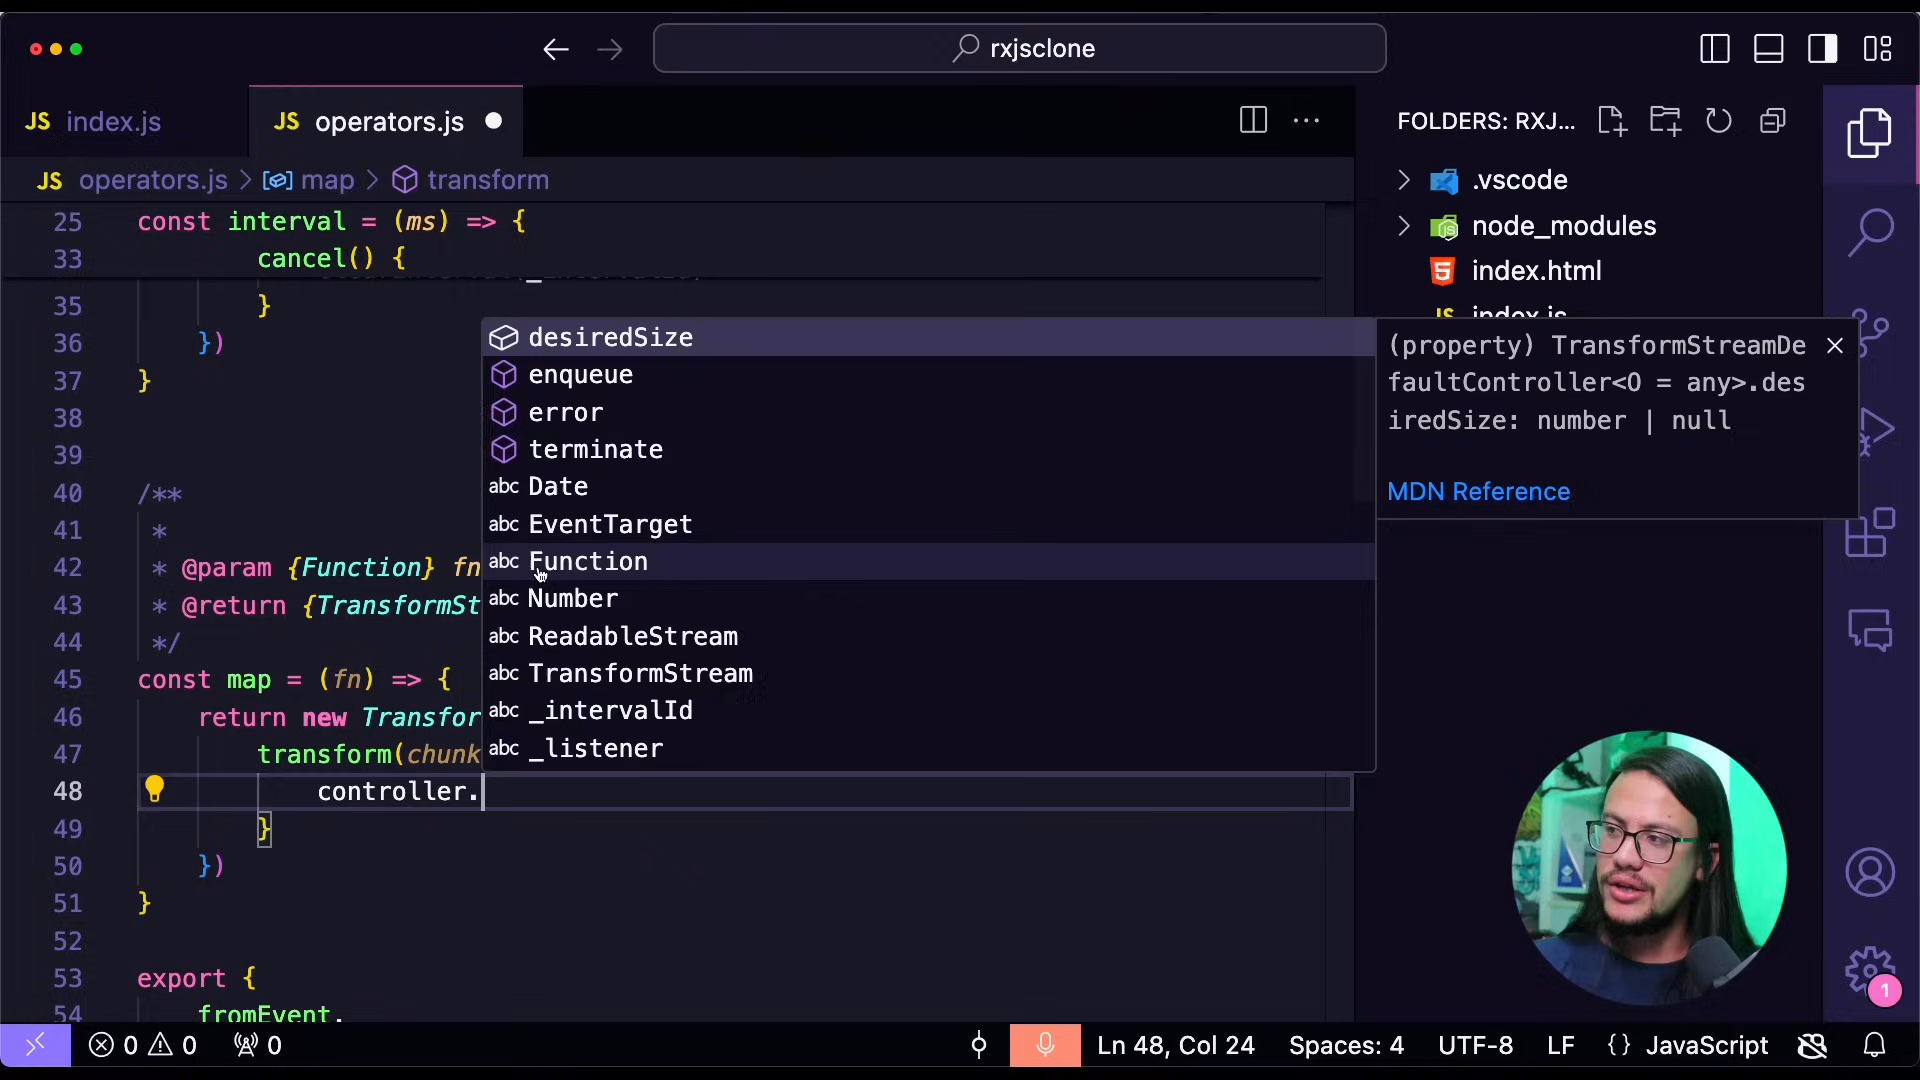 rxjsclone
JS index.js
JS operators.js
FOLDERS: RXJ...
JS operators.js > map > transform
25 const interval = (ms) => {
33 cancel() {
35 }
36 })
37 }
38
39
40 /**
41 *
42 * @param {Function} fn
43 * @return {TransformSt
44 */
45 const map = (fn) => {
46 return new Transfor
47 transform(chunk
48 controller.
49 }
50 })
51 }
52
53 export {
54 fromEvent,
desiredSize
enqueue
error
terminate
abc Date
abc EventTarget
abc Function
abc Number
abc ReadableStream
abc TransformStream
abc _intervalId
abc _listener
.vscode
node_modules
index.html
JS index.js
(property) TransformStreamDe
faultController<O = any>.des
iredSize: number | null
MDN Reference
1
0 0 0
Ln 48, Col 24 Spaces: 4 UTF-8 LF {} JavaScript